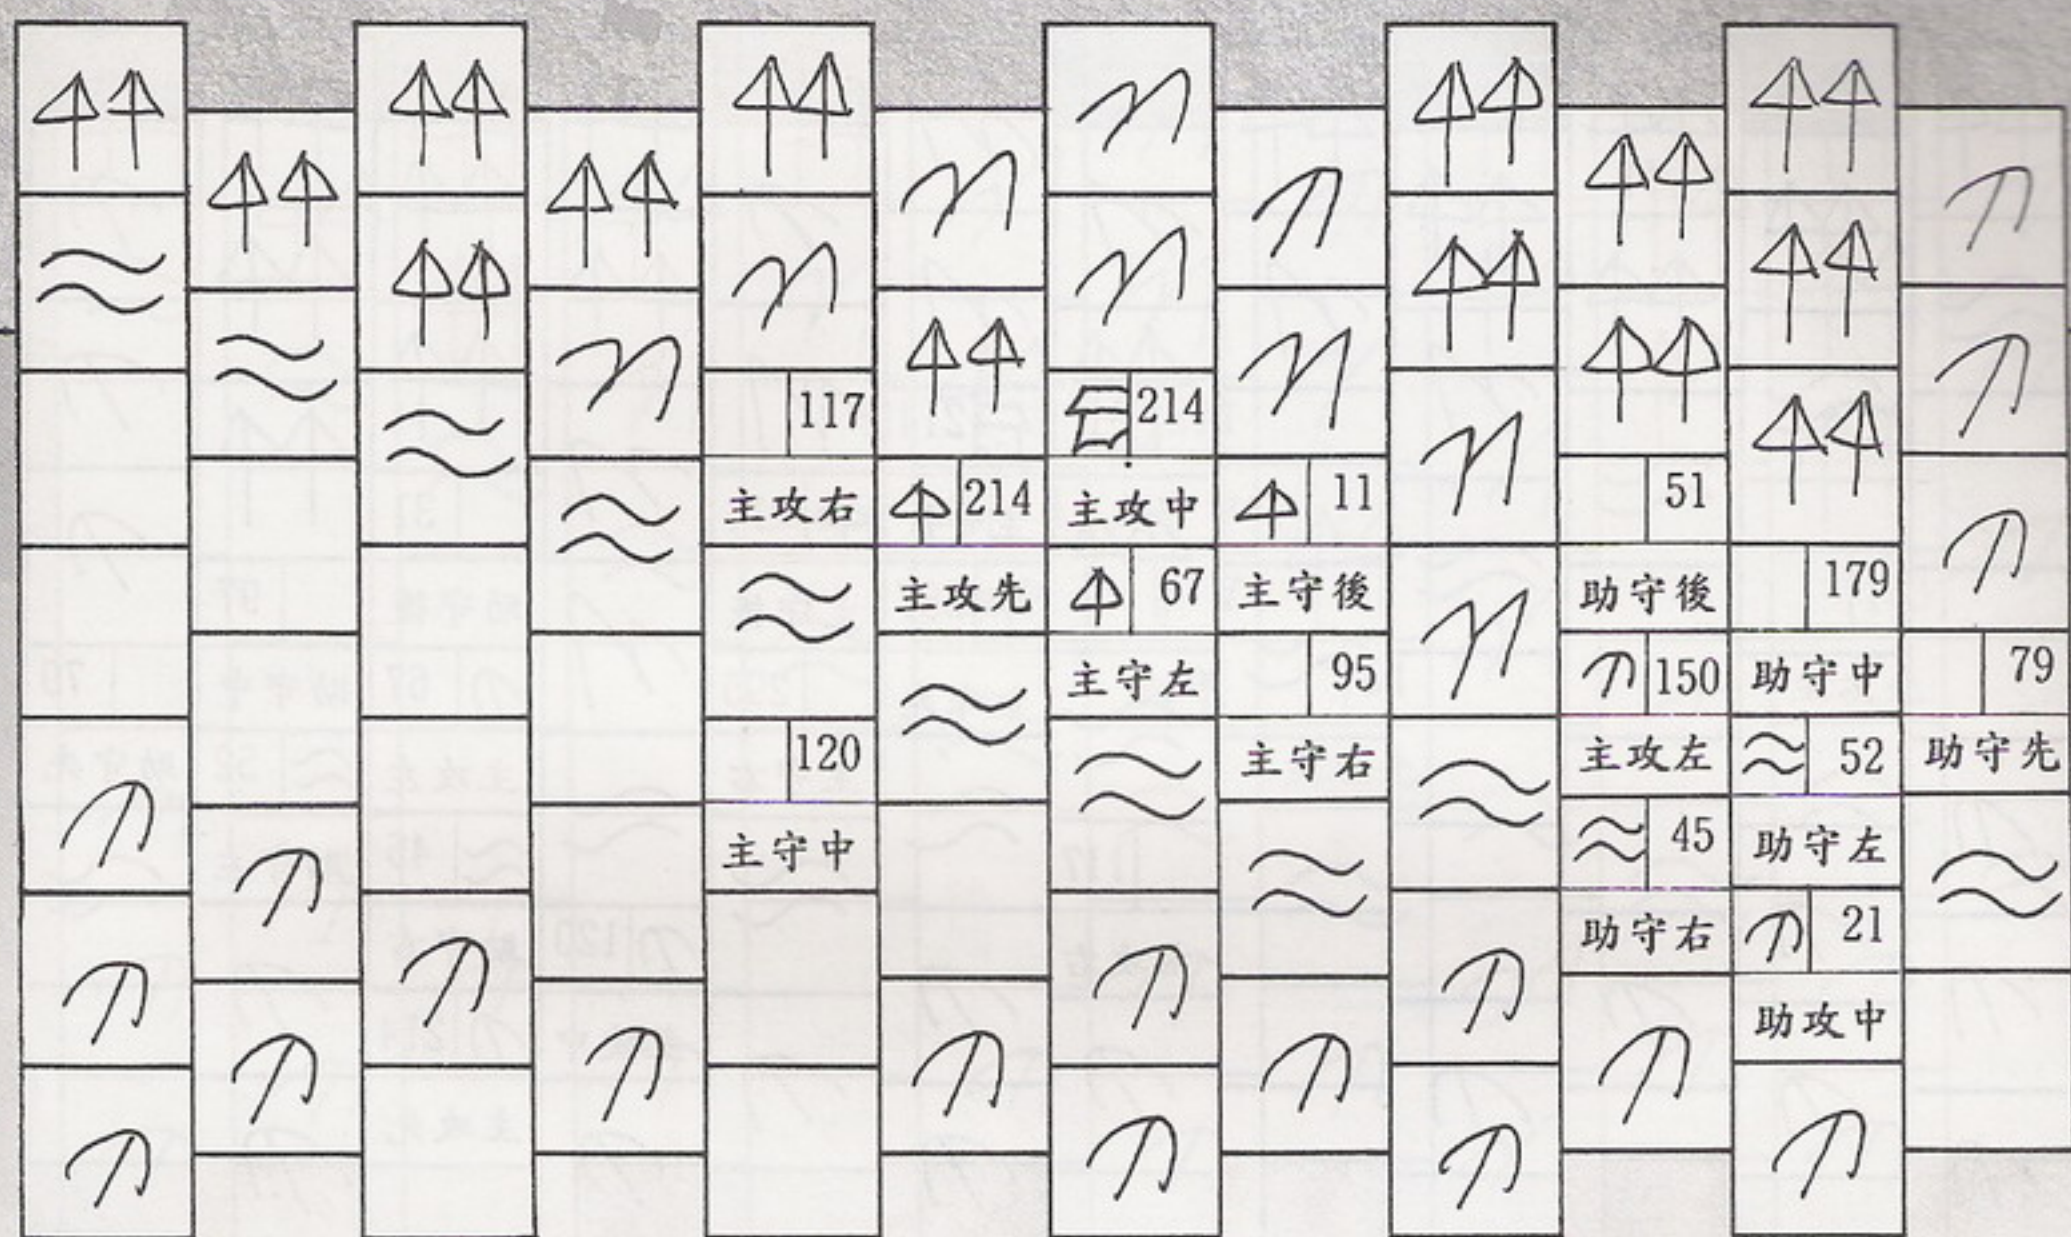 117
214
主攻右
214
主攻中
11
51
主攻先
67
主守後
助守後
179
主守左
95
150
助守中
79
120
主守右
主攻左
52
助守先
主守中
45
助守左
助守右
21
助攻中